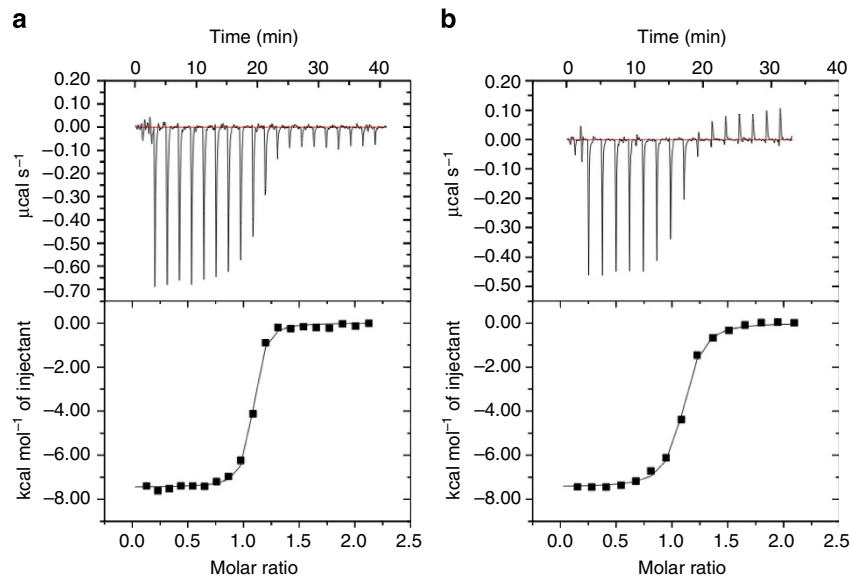 a
Time (min)
0 10 20 30 40
0.20
0.10
0.00
−0.10
−0.20
−0.30
−0.40
−0.50
−0.60
−0.70
μcal s⁻¹
0.00
−2.00
−4.00
−6.00
−8.00
kcal mol⁻¹ of injectant
0.0 0.5 1.0 1.5 2.0 2.5
Molar ratio
b
Time (min)
0 10 20 30 40
0.20
0.10
0.00
−0.10
−0.20
−0.30
−0.40
−0.50
μcal s⁻¹
0.00
−2.00
−4.00
−6.00
−8.00
kcal mol⁻¹ of injectant
0.0 0.5 1.0 1.5 2.0 2.5
Molar ratio